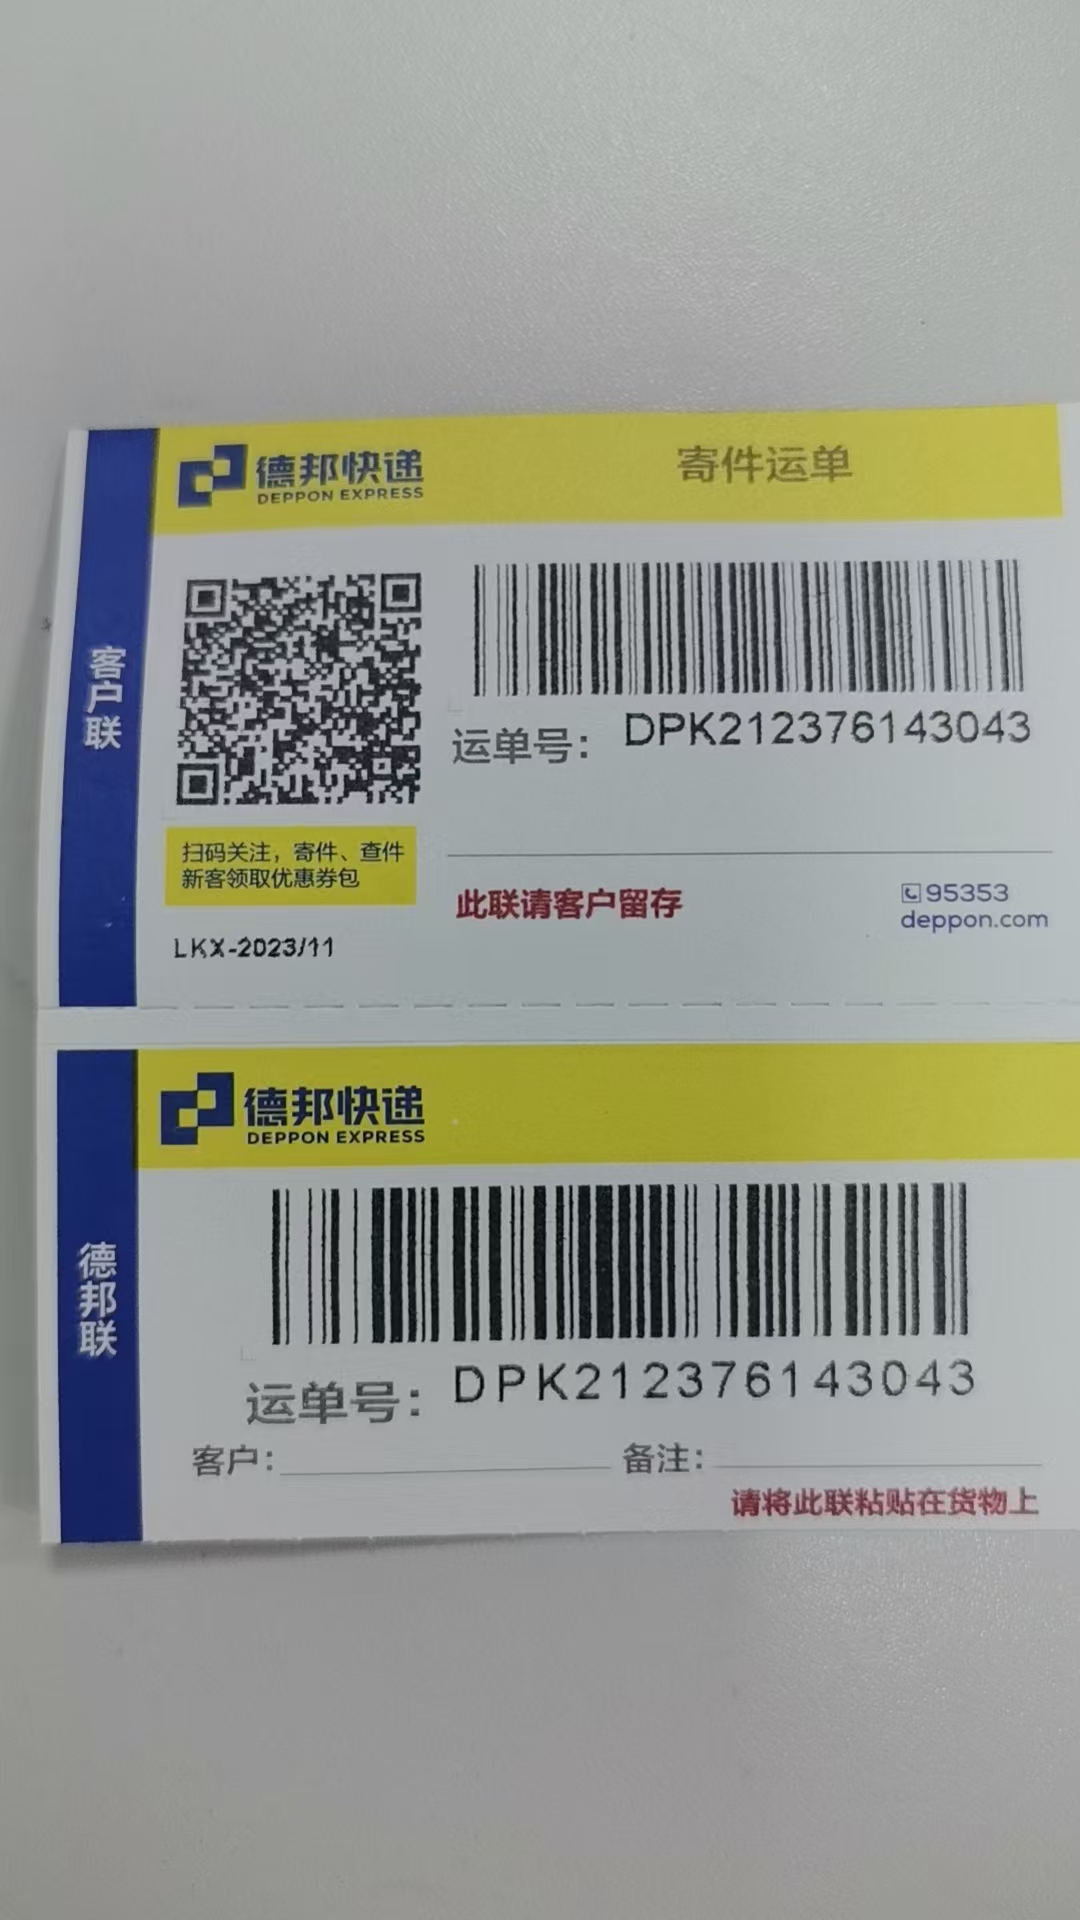 德邦快递
DEPPON EXPRESS
寄件运单
客户联
运单号：
DPK212376143043
扫码关注，寄件、查件
新客领取优惠券包
LKX-2023/11
此联请客户留存
95353
deppon.com
德邦快递
DEPPON EXPRESS
德邦联
运单号：
DPK212376143043
客户：
备注：
请将此联粘贴在货物上